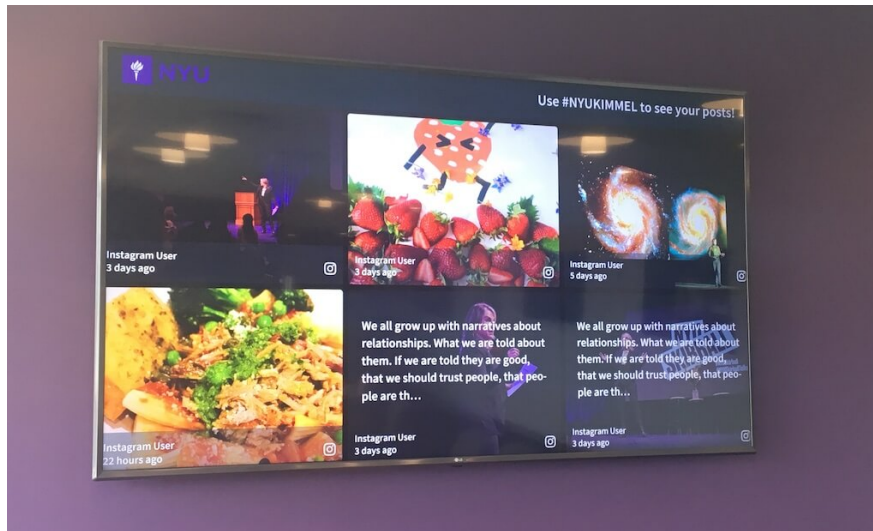 NYU
Use #NYUKIMMEL to see your posts!
Instagram User
3 days ago
Instagram User
3 days ago
Instagram User
5 days ago
Instagram User
22 hours ago
We all grow up with narratives about
relationships. What we are told about
them. If we are told they are good,
that we should trust people, that peo-
ple are th...
Instagram User
3 days ago
We all grow up with narratives about
relationships. What we are told about
them. If we are told they are good,
that we should trust people, that peo-
ple are th...
Instagram User
3 days ago
LG